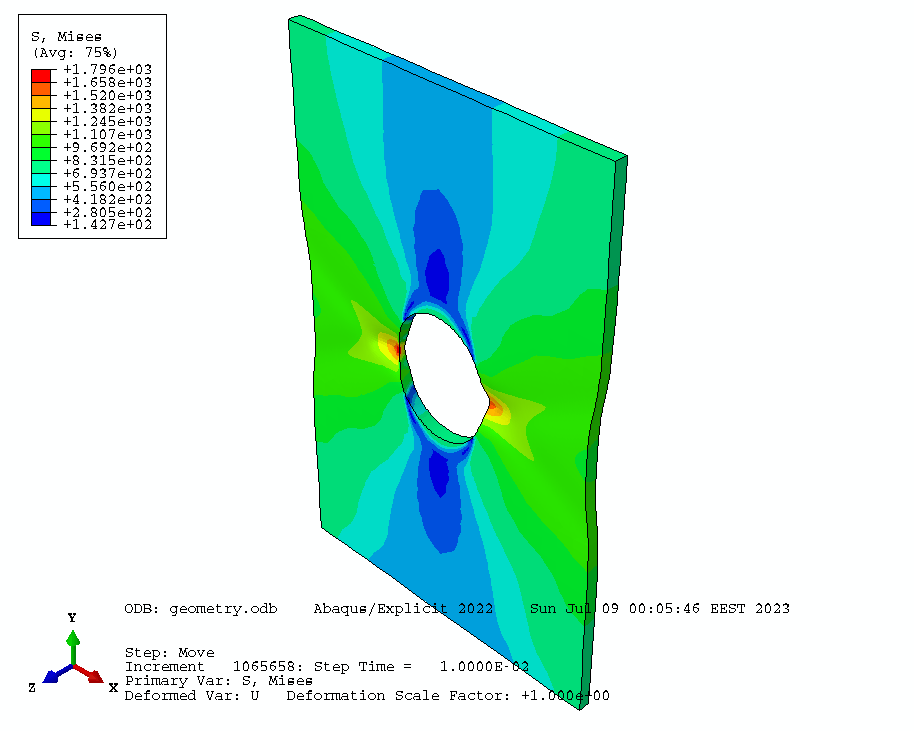 S, Mises
(Avg: 75%)
+1.796e+03
+1.658e+03
+1.520e+03
+1.382e+03
+1.245e+03
+1.107e+03
+9.692e+02
+8.315e+02
+6.937e+02
+5.560e+02
+4.182e+02
+2.805e+02
+1.427e+02
ODB: geometry.odb Abaqus/Explicit 2022 Sun Jul 09 00:05:46 EEST 2023
Y
Z X
Step: Move
Increment 1065658: Step Time = 1.0000E-02
Primary Var: S, Mises
Deformed Var: U Deformation Scale Factor: +1.000e+00